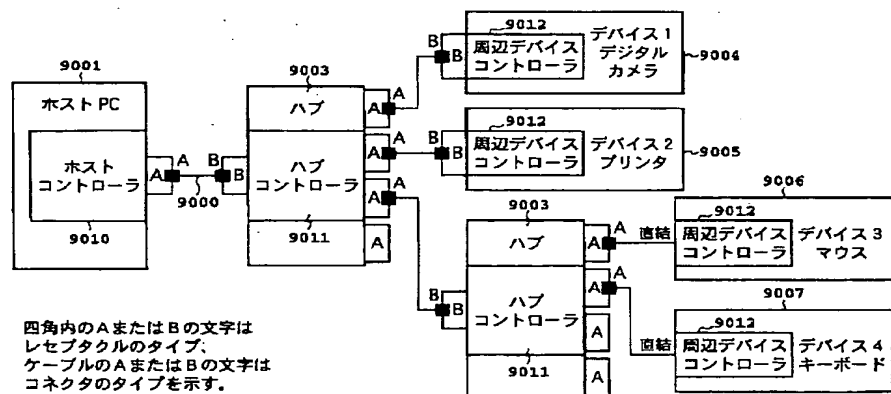 9001
ホスト PC
ホスト
コントローラ
9010
A
A
9000
B
B
9003
ハブ
ハブ
コントローラ
9011
A
A
A
A
A
A
A
B
B
9012
周辺デバイス
コントローラ
デバイス 1
デジタル
カメラ
9004
B
B
9012
周辺デバイス
コントローラ
デバイス 2
プリンタ
9005
B
B
9003
ハブ
ハブ
コントローラ
9011
A
A
A
A
A
A
直結
9006
9012
周辺デバイス
コントローラ
デバイス 3
マウス
直結
9007
9012
周辺デバイス
コントローラ
デバイス 4
キーボード
四角内のAまたはBの文字は
レセプタクルのタイプ、
ケーブルのAまたはBの文字は
コネクタのタイプを示す。